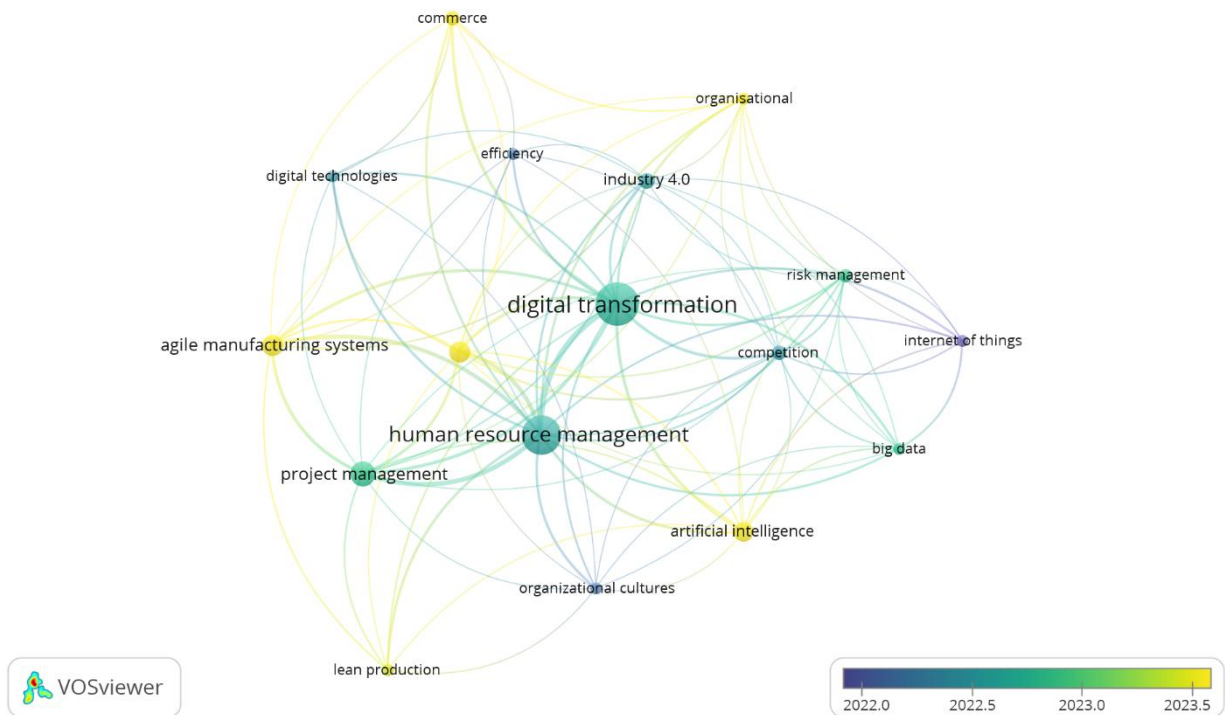 commerce
organisational
efficiency
digital technologies
industry 4.0
risk management
digital transformation
internet of things
agile manufacturing systems
competition
human resource management
big data
project management
artificial intelligence
organizational cultures
lean production
VOSviewer
2022.0 2022.5 2023.0 2023.5